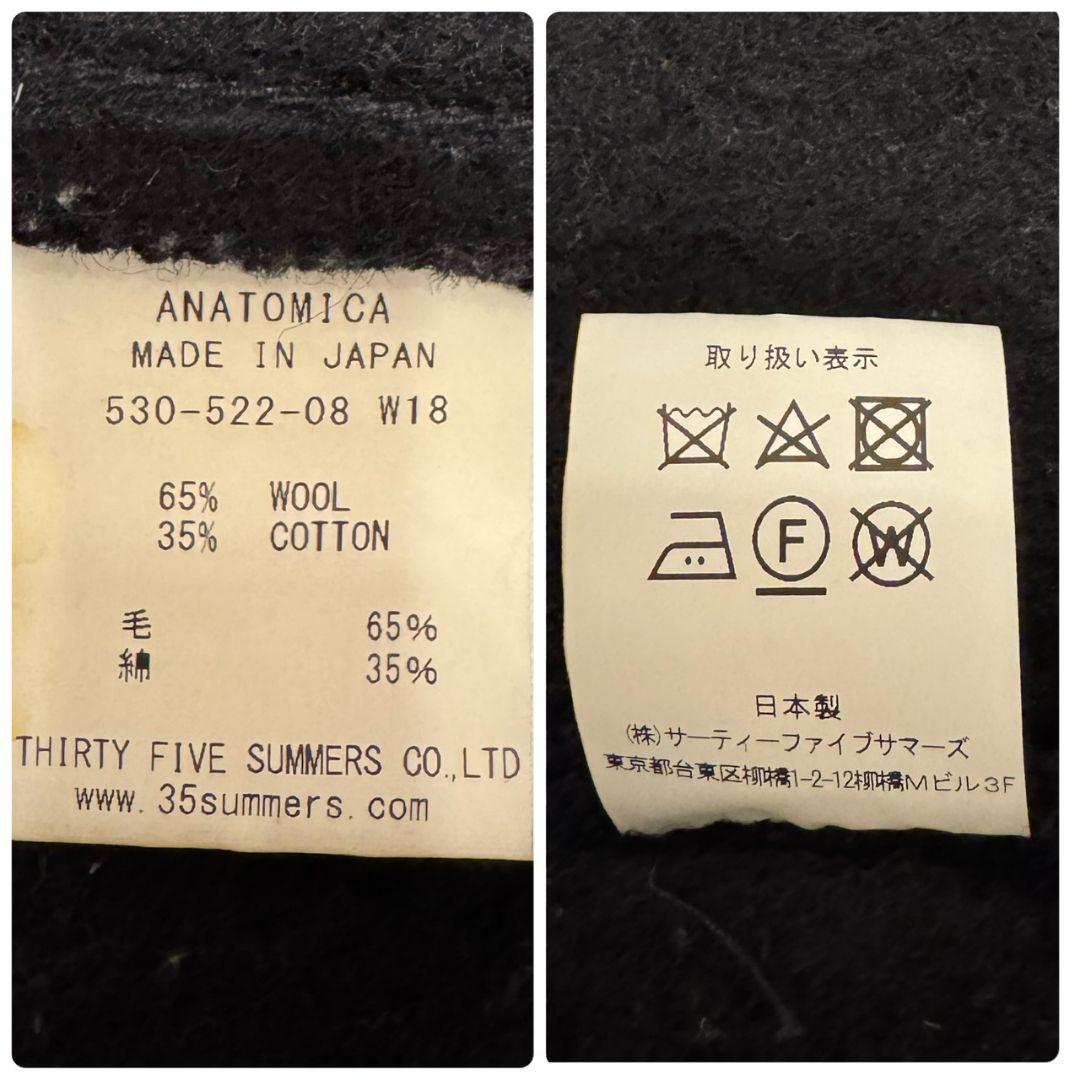 ANATOMICA
MADE IN JAPAN
530-522-08 W18
65% WOOL
35% COTTON
毛 65%
綿 35%
THIRTY FIVE SUMMERS CO.,LTD
www.35summers.com
取り扱い表示
F
W
日本製
(株)サーティーファイブサマーズ
東京都台東区柳橋1-2-12柳橋Mビル3F